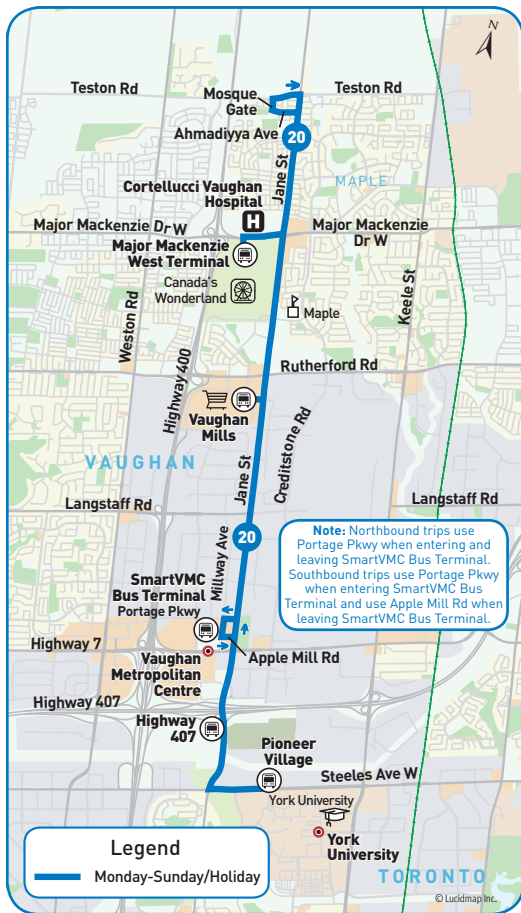 N
Teston Rd
Mosque
Gate
Teston Rd
Ahmadiyya Ave
20
Jane St
MAPLE
Cortellucci Vaughan
Hospital
H
Major Mackenzie Dr W
Major Mackenzie
Dr W
Major Mackenzie
West Terminal
Canada's
Wonderland
Maple
Keele St
Weston Rd
Highway 400
Rutherford Rd
Vaughan
Mills
Creditstone Rd
VAUGHAN
Jane St
Langstaff Rd
Langstaff Rd
20
Millway Ave
Note: Northbound trips use
Portage Pkwy when entering and
leaving SmartVMC Bus Terminal.
Southbound trips use Portage Pkwy
when entering SmartVMC Bus
Terminal and use Apple Mill Rd when
leaving SmartVMC Bus Terminal.
SmartVMC
Bus Terminal
Portage Pkwy
Highway 7
Apple Mill Rd
Vaughan
Metropolitan
Centre
Highway 407
Highway
407
Pioneer
Village
Steeles Ave W
York University
York
University
Legend
Monday-Sunday/Holiday
TORONTO
© Lucidmap Inc.